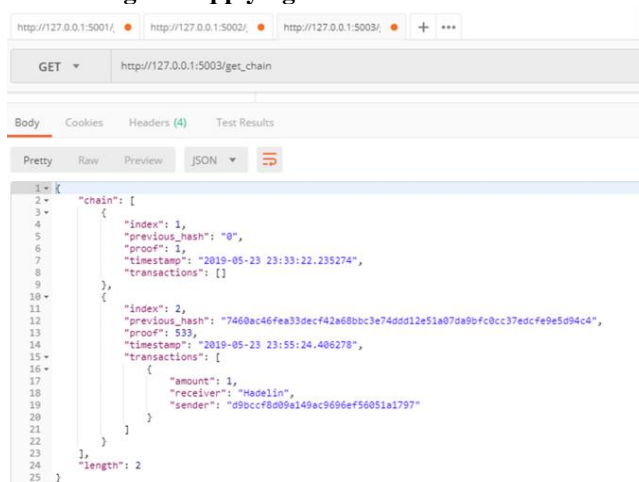 http://127.0.0.1:5001/ http://127.0.0.1:5002/ http://127.0.0.1:5003/ + •••
GET http://127.0.0.1:5003/get_chain
Body Cookies Headers (4) Test Results
Pretty Raw Preview JSON
1 {
2 "chain": [
3 {
4 "index": 1,
5 "previous_hash": "0",
6 "proof": 1,
7 "timestamp": "2019-05-23 23:33:22.235274",
8 "transactions": []
9 },
10 {
11 "index": 2,
12 "previous_hash": "7460ac46fea33decf42a68bbc3e74ddd12e51a07da9bfc0cc37edcfe9e5d94c4",
13 "proof": 533,
14 "timestamp": "2019-05-23 23:55:24.406278",
15 "transactions": [
16 {
17 "amount": 1,
18 "receiver": "Hadelin",
19 "sender": "d9bccf8d09a149ac9696ef56051a1797"
20 }
21 ]
22 }
23 ],
24 "length": 2
25 }